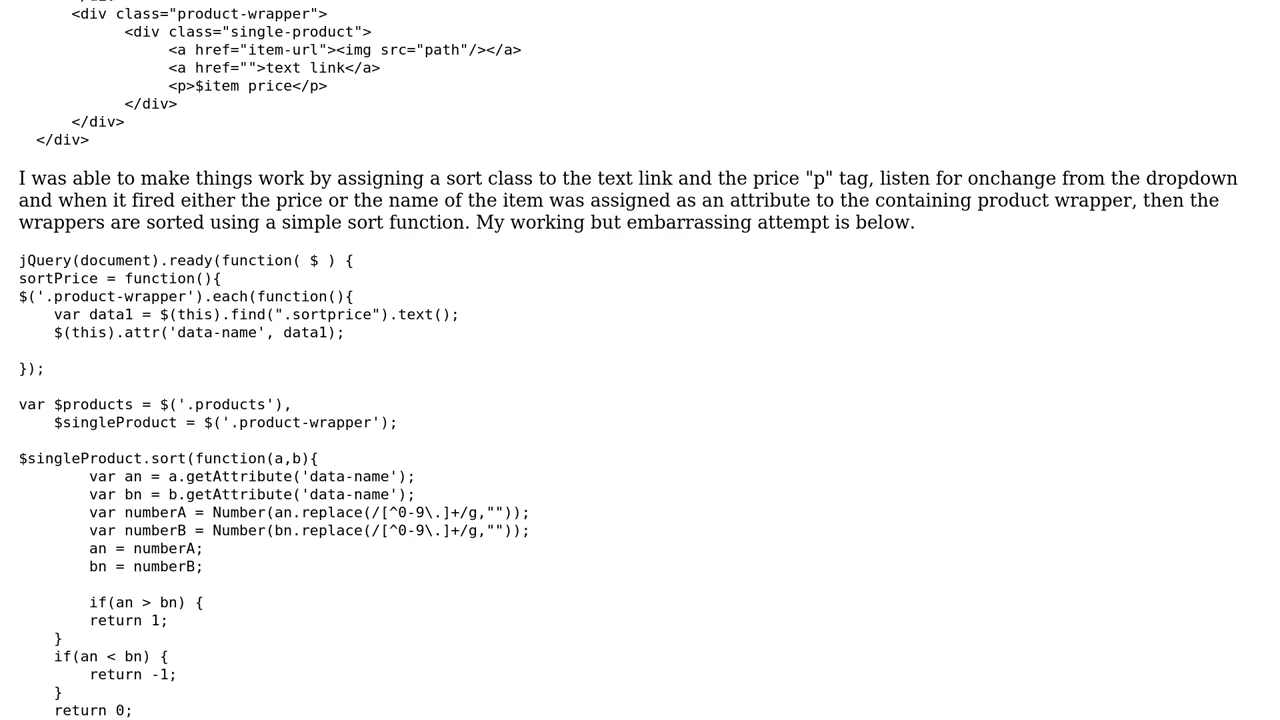 <div class="product-wrapper">
<div class="single-product">
<a href="item-url"><img src="path"/></a>
<a href="">text link</a>
<p>$item price</p>
</div>
</div>
</div>
I was able to make things work by assigning a sort class to the text link and the price "p" tag, listen for onchange from the dropdown
and when it fired either the price or the name of the item was assigned as an attribute to the containing product wrapper, then the
wrappers are sorted using a simple sort function. My working but embarrassing attempt is below.
jQuery(document).ready(function( $ ) {
sortPrice = function(){
$('.product-wrapper').each(function(){
var data1 = $(this).find(".sortprice").text();
$(this).attr('data-name', data1);
});
var $products = $('.products'),
$singleProduct = $('.product-wrapper');
$singleProduct.sort(function(a,b){
var an = a.getAttribute('data-name');
var bn = b.getAttribute('data-name');
var numberA = Number(an.replace(/[^0-9\.]+/g,""));
var numberB = Number(bn.replace(/[^0-9\.]+/g,""));
an = numberA;
bn = numberB;
if(an > bn) {
return 1;
}
if(an < bn) {
return -1;
}
return 0;